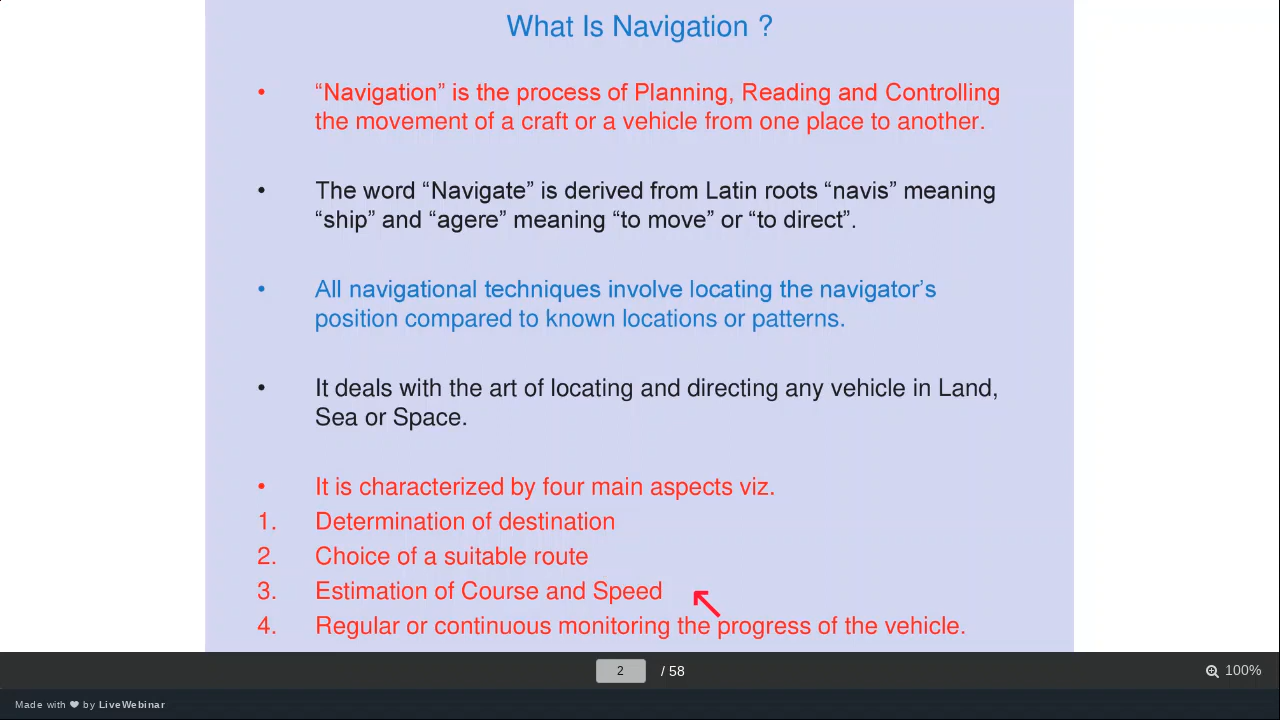 What Is Navigation ?
• “Navigation” is the process of Planning, Reading and Controlling
the movement of a craft or a vehicle from one place to another.
• The word “Navigate” is derived from Latin roots “navis” meaning
“ship” and “agere” meaning “to move” or “to direct”.
• All navigational techniques involve locating the navigator’s
position compared to known locations or patterns.
• It deals with the art of locating and directing any vehicle in Land,
Sea or Space.
• It is characterized by four main aspects viz.
1. Determination of destination
2. Choice of a suitable route
3. Estimation of Course and Speed
4. Regular or continuous monitoring the progress of the vehicle.
2 / 58
100%
Made with ❤ by LiveWebinar